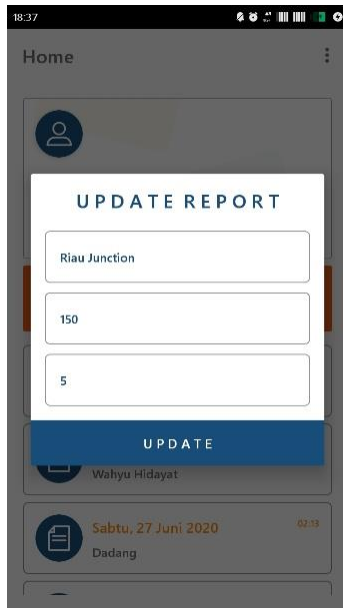 18:37
Home
UPDATE REPORT
Riau Junction
150
5
UPDATE
Wahyu Hidayat
Sabtu, 27 Juni 2020
02:13
Dadang